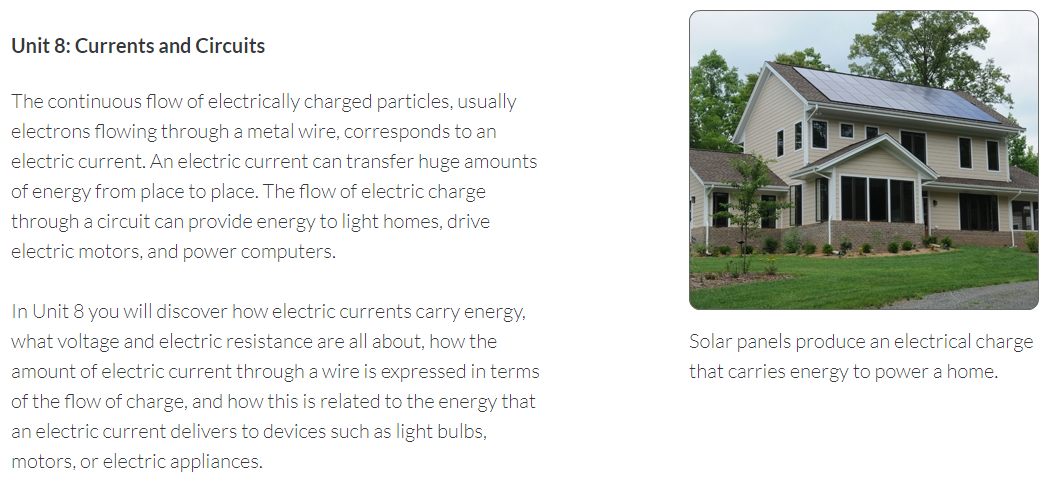 Unit 8: Currents and Circuits
The continuous flow of electrically charged particles, usually
electrons flowing through a metal wire, corresponds to an
electric current. An electric current can transfer huge amounts
of energy from place to place. The flow of electric charge
through a circuit can provide energy to light homes, drive
electric motors, and power computers.
In Unit 8 you will discover how electric currents carry energy,
what voltage and electric resistance are all about, how the
amount of electric current through a wire is expressed in terms
of the flow of charge, and how this is related to the energy that
an electric current delivers to devices such as light bulbs,
motors, or electric appliances.
Solar panels produce an electrical charge
that carries energy to power a home.